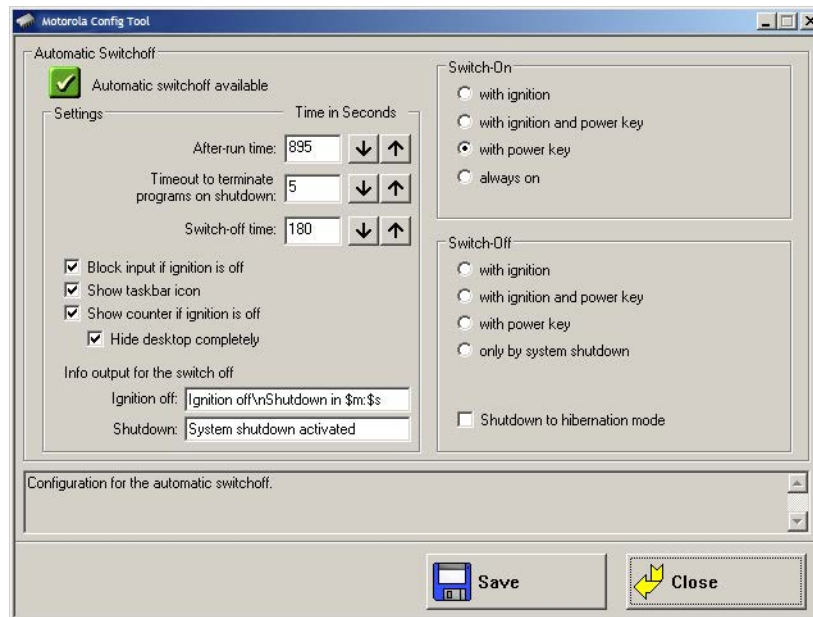 Motorola Config Tool
Automatic Switchoff
Automatic switchoff available
Settings
Time in Seconds
After-run time: 895
Timeout to terminate
programs on shutdown: 5
Switch-off time: 180
Block input if ignition is off
Show taskbar icon
Show counter if ignition is off
Hide desktop completely
Info output for the switch off
Ignition off: Ignition off\nShutdown in $m:$s
Shutdown: System shutdown activated
Switch-On
with ignition
with ignition and power key
with power key
always on
Switch-Off
with ignition
with ignition and power key
with power key
only by system shutdown
Shutdown to hibernation mode
Configuration for the automatic switchoff.
Save
Close